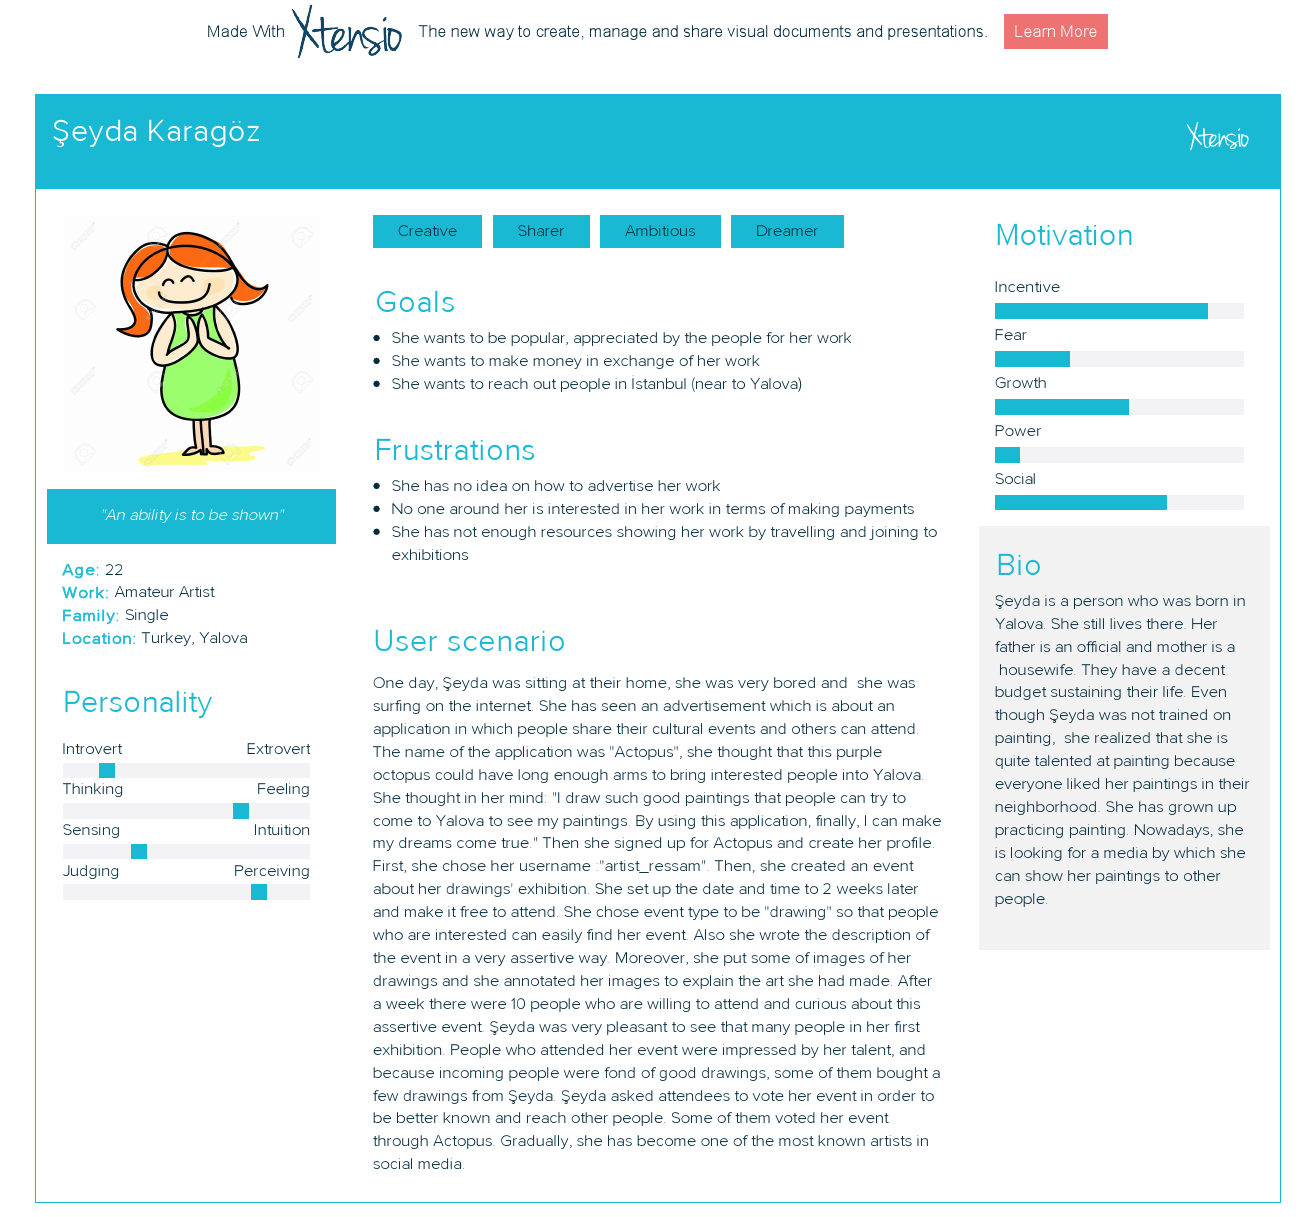 Made With Xtensio The new way to create, manage and share visual documents and presentations. Learn More
Şeyda Karagöz
Xtensio
"An ability is to be shown"
Age: 22
Work: Amateur Artist
Family: Single
Location: Turkey, Yalova
Personality
Introvert Extrovert
Thinking Feeling
Sensing Intuition
Judging Perceiving
Creative Sharer Ambitious Dreamer
Goals
She wants to be popular, appreciated by the people for her work
She wants to make money in exchange of her work
She wants to reach out people in İstanbul (near to Yalova)
Frustrations
She has no idea on how to advertise her work
No one around her is interested in her work in terms of making payments
She has not enough resources showing her work by travelling and joining to
exhibitions
User scenario
One day, Şeyda was sitting at their home, she was very bored and  she was
surfing on the internet. She has seen an advertisement which is about an
application in which people share their cultural events and others can attend.
The name of the application was "Actopus", she thought that this purple
octopus could have long enough arms to bring interested people into Yalova.
She thought in her mind: "I draw such good paintings that people can try to
come to Yalova to see my paintings. By using this application, finally, I can make
my dreams come true." Then she signed up for Actopus and create her profile.
First, she chose her username :"artist_ressam". Then, she created an event
about her drawings' exhibition. She set up the date and time to 2 weeks later
and make it free to attend. She chose event type to be "drawing" so that people
who are interested can easily find her event. Also she wrote the description of
the event in a very assertive way. Moreover, she put some of images of her
drawings and she annotated her images to explain the art she had made. After
a week there were 10 people who are willing to attend and curious about this
assertive event. Şeyda was very pleasant to see that many people in her first
exhibition. People who attended her event were impressed by her talent, and
because incoming people were fond of good drawings, some of them bought a
few drawings from Şeyda. Şeyda asked attendees to vote her event in order to
be better known and reach other people. Some of them voted her event
through Actopus. Gradually, she has become one of the most known artists in
social media.
Motivation
Incentive
Fear
Growth
Power
Social
Bio
Şeyda is a person who was born in
Yalova. She still lives there. Her
father is an official and mother is a
housewife. They have a decent
budget sustaining their life. Even
though Şeyda was not trained on
painting,  she realized that she is
quite talented at painting because
everyone liked her paintings in their
neighborhood. She has grown up
practicing painting. Nowadays, she
is looking for a media by which she
can show her paintings to other
people.